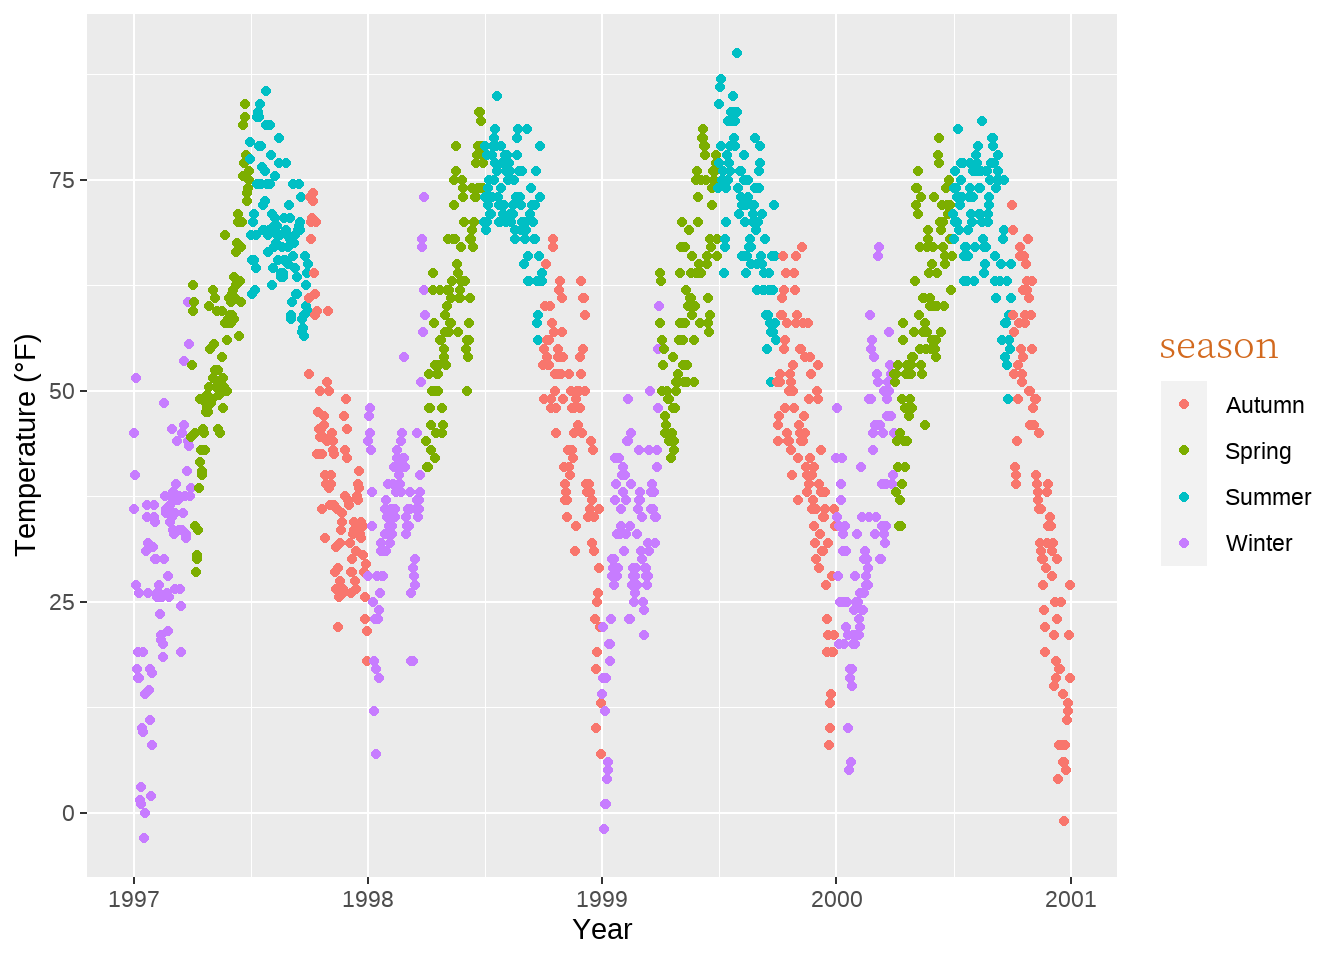 75
50
25
0
Temperature (°F)
1997
1998
1999
2000
2001
Year
season
Autumn
Spring
Summer
Winter